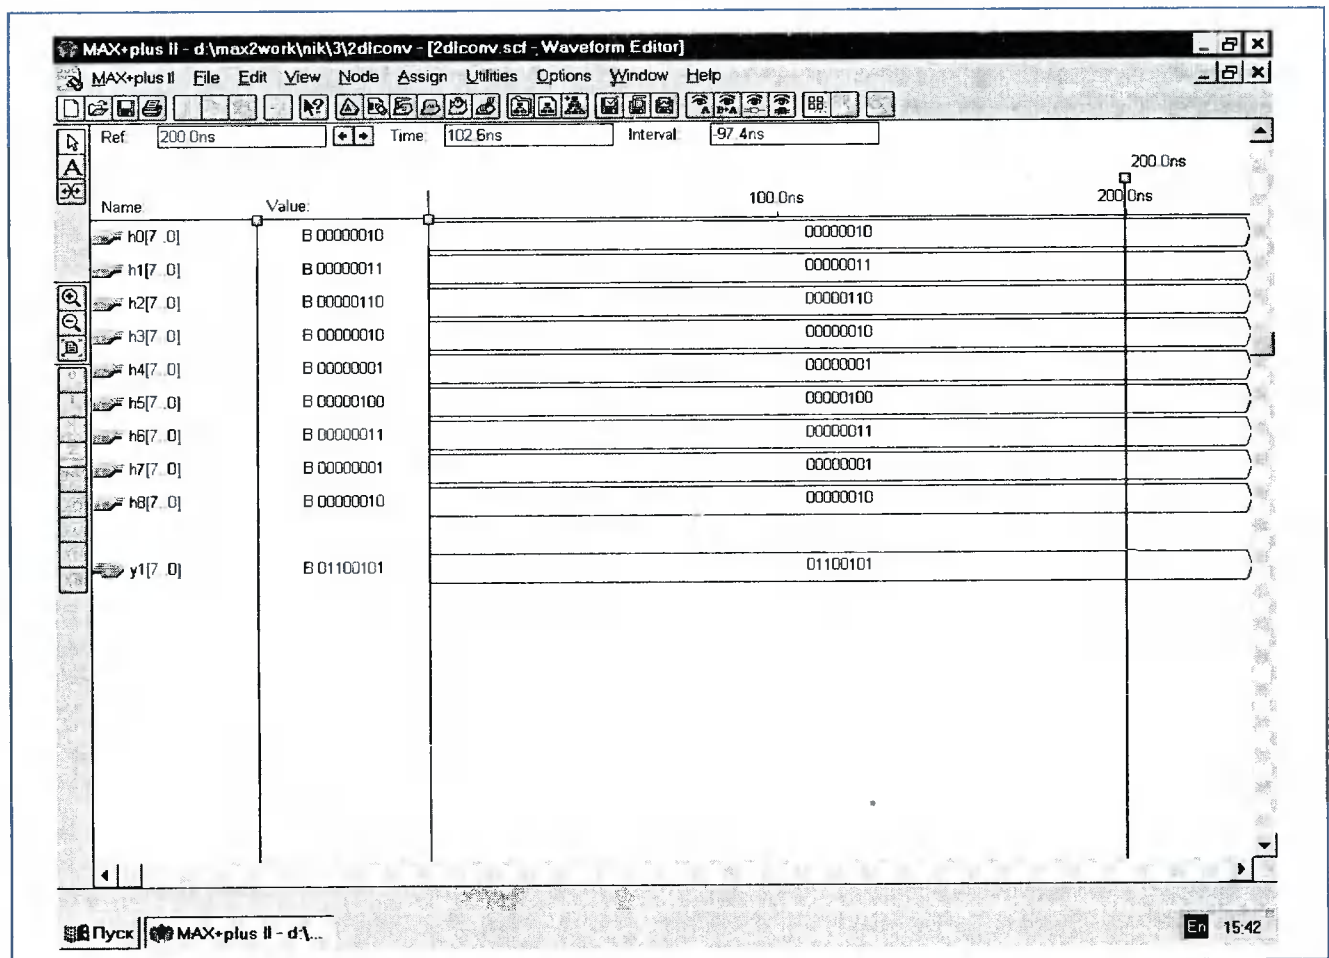 MAX+plus II - d:\max2work\nik\3\2dlconv - [2dlconv.scf - Waveform Editor]
MAX+plus II File Edit View Node Assign Utilities Options Window Help
Ref: 200.0ns Time: 102.6ns Interval: -97.4ns
200.0ns
100.0ns 200.0ns
Name: Value:
h0[7..0] B 00000010 00000010
h1[7..0] B 00000011 00000011
h2[7..0] B 00000110 00000110
h3[7..0] B 00000010 00000010
h4[7..0] B 00000001 00000001
h5[7..0] B 00000100 00000100
h6[7..0] B 00000011 00000011
h7[7..0] B 00000001 00000001
h8[7..0] B 00000010 00000010
y1[7..0] B 01100101 01100101
Пуск MAX+plus II - d:\... En 15:42